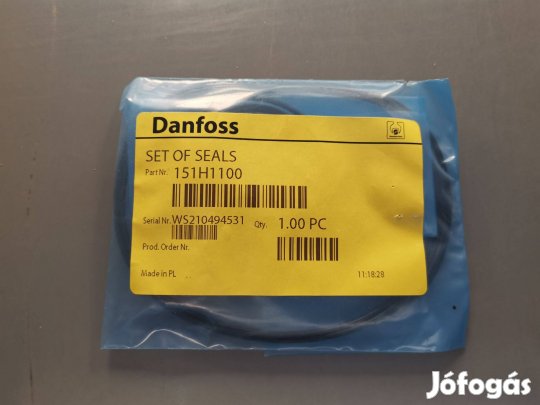 Danfoss
SET OF SEALS
Part Nr. 151H1100
Serial Nr. WS210494531 Qty. 1.00 PC
Prod. Order Nr.
Made in PL 11:18:28
Jófogás